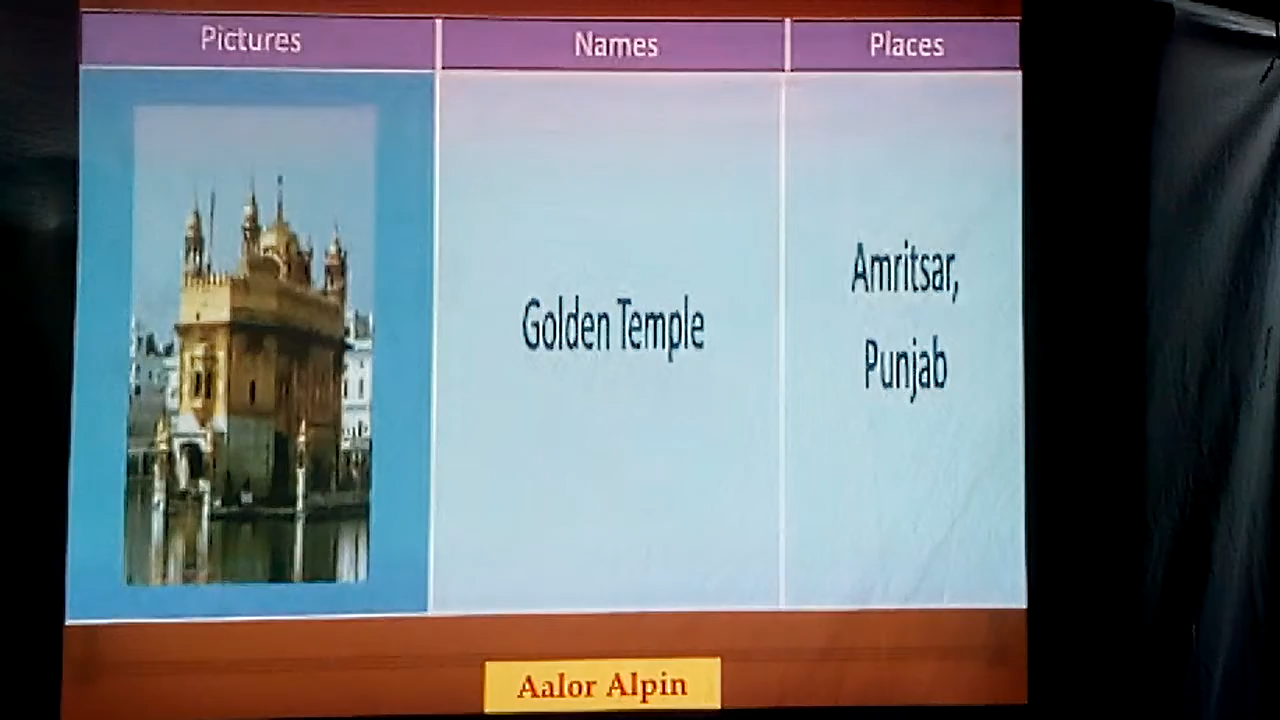 Pictures Names Places
Golden Temple
Amritsar,
Punjab
Aalor Alpin